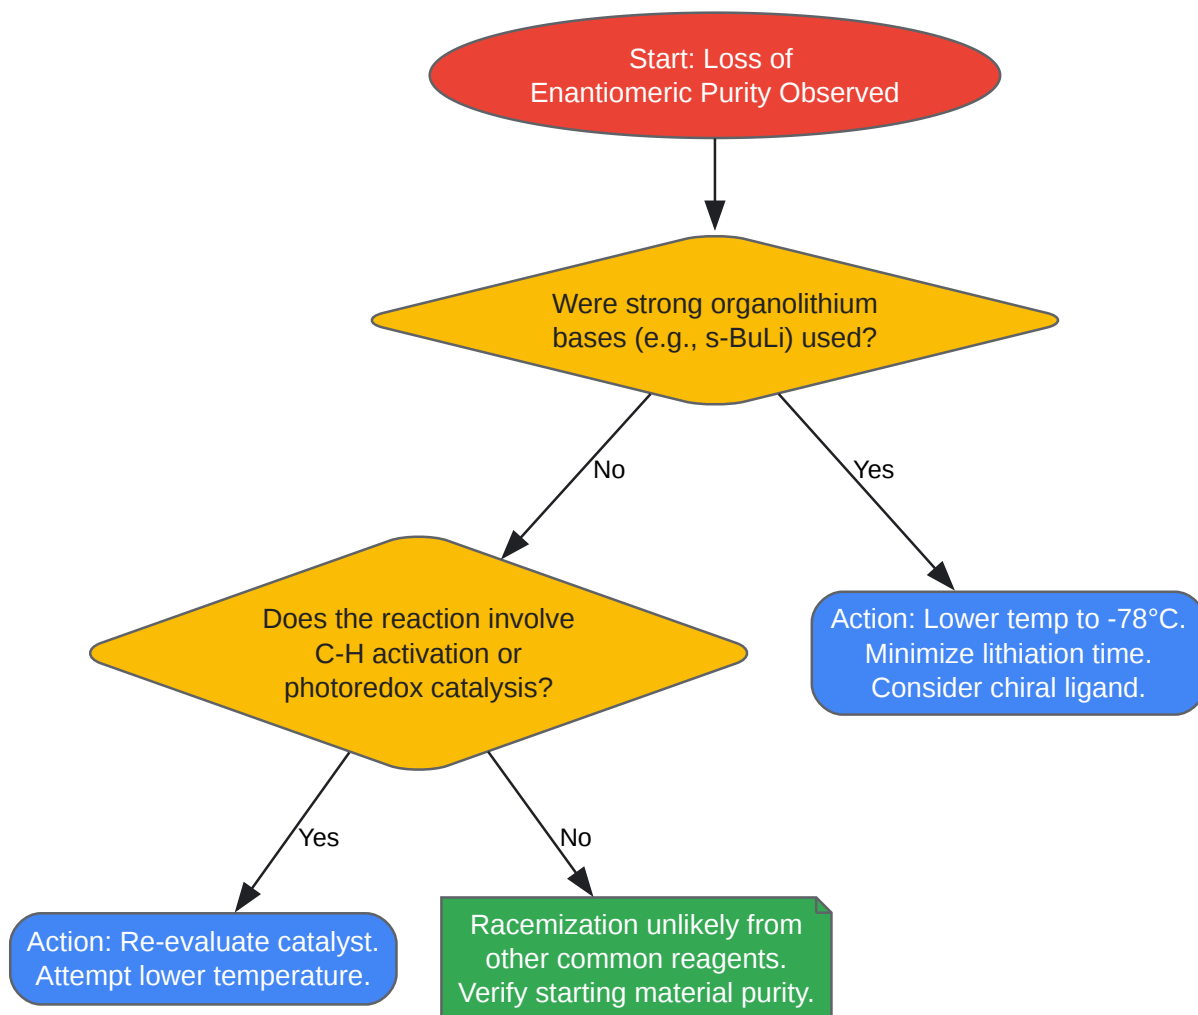 Start: Loss of
Enantiomeric Purity Observed
Were strong organolithium
bases (e.g., s-BuLi) used?
No
Yes
Does the reaction involve
C-H activation or
photoredox catalysis?
Action: Lower temp to -78°C.
Minimize lithiation time.
Consider chiral ligand.
Yes
No
Action: Re-evaluate catalyst.
Attempt lower temperature.
Racemization unlikely from
other common reagents.
Verify starting material purity.